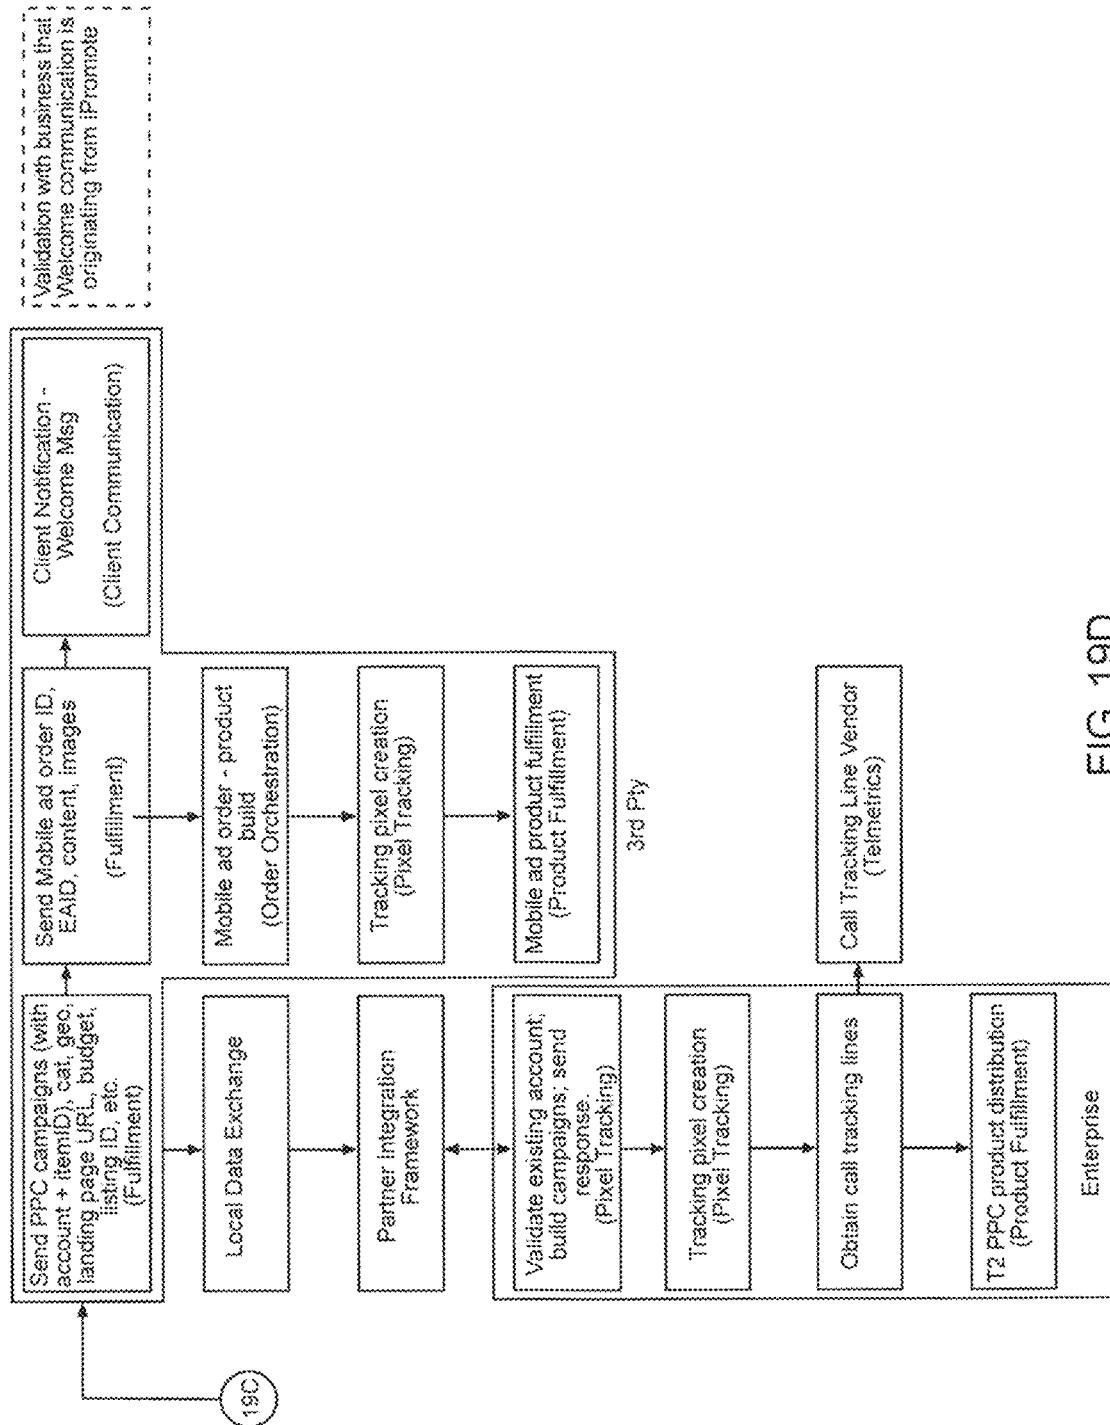 19C
Send PPC campaigns (with
account + itemID), cat, geo,
landing page URL, budget,
listing ID, etc.
(Fulfillment)
Send Mobile ad order ID,
EAID, content, images
(Fulfillment)
Client Notification -
Welcome Msg
(Client Communication)
Validation with business that
Welcome communication is
originating from iPromote
Local Data Exchange
Mobile ad order - product
build
(Order Orchestration)
Partner Integration
Framework
Tracking pixel creation
(Pixel Tracking)
Validate existing account;
build campaigns; send
response.
(Pixel Tracking)
Mobile ad product fulfillment
(Product Fulfillment)
3rd Pty
Tracking pixel creation
(Pixel Tracking)
Obtain call tracking lines
Call Tracking Line Vendor
(Telmetrics)
T2 PPC product distribution
(Product Fulfillment)
Enterprise
FIG. 19D